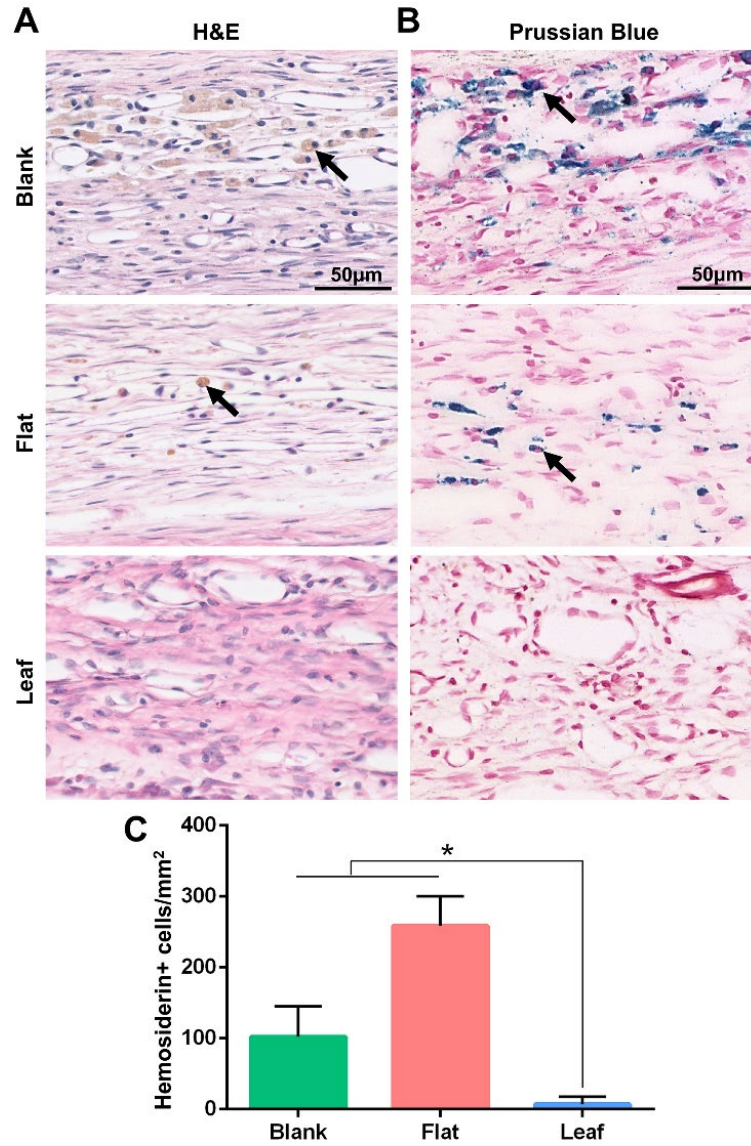 A
H&E
B
Prussian Blue
Blank
50µm
50µm
Flat
Leaf
C
Hemosiderin+ cells/mm²
400
300
200
100
0
*
Blank
Flat
Leaf